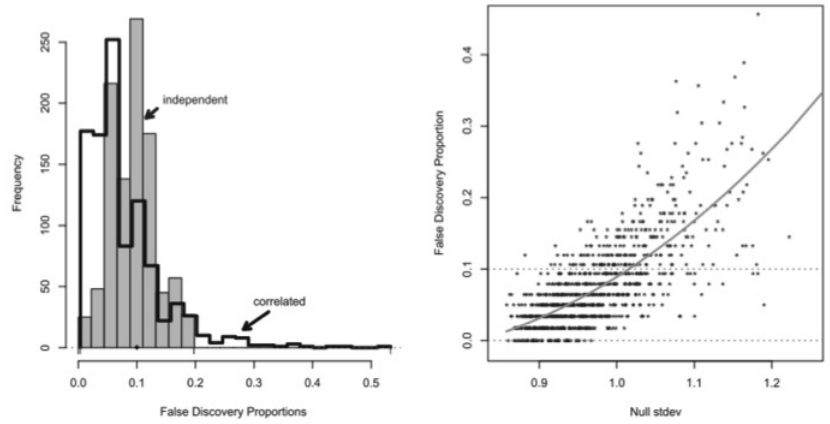 independent
correlated
Frequency
0
50
100
150
200
250
0.0 0.1 0.2 0.3 0.4 0.5
False Discovery Proportions
False Discovery Proportion
0.0
0.1
0.2
0.3
0.4
0.9 1.0 1.1 1.2
Null stdev